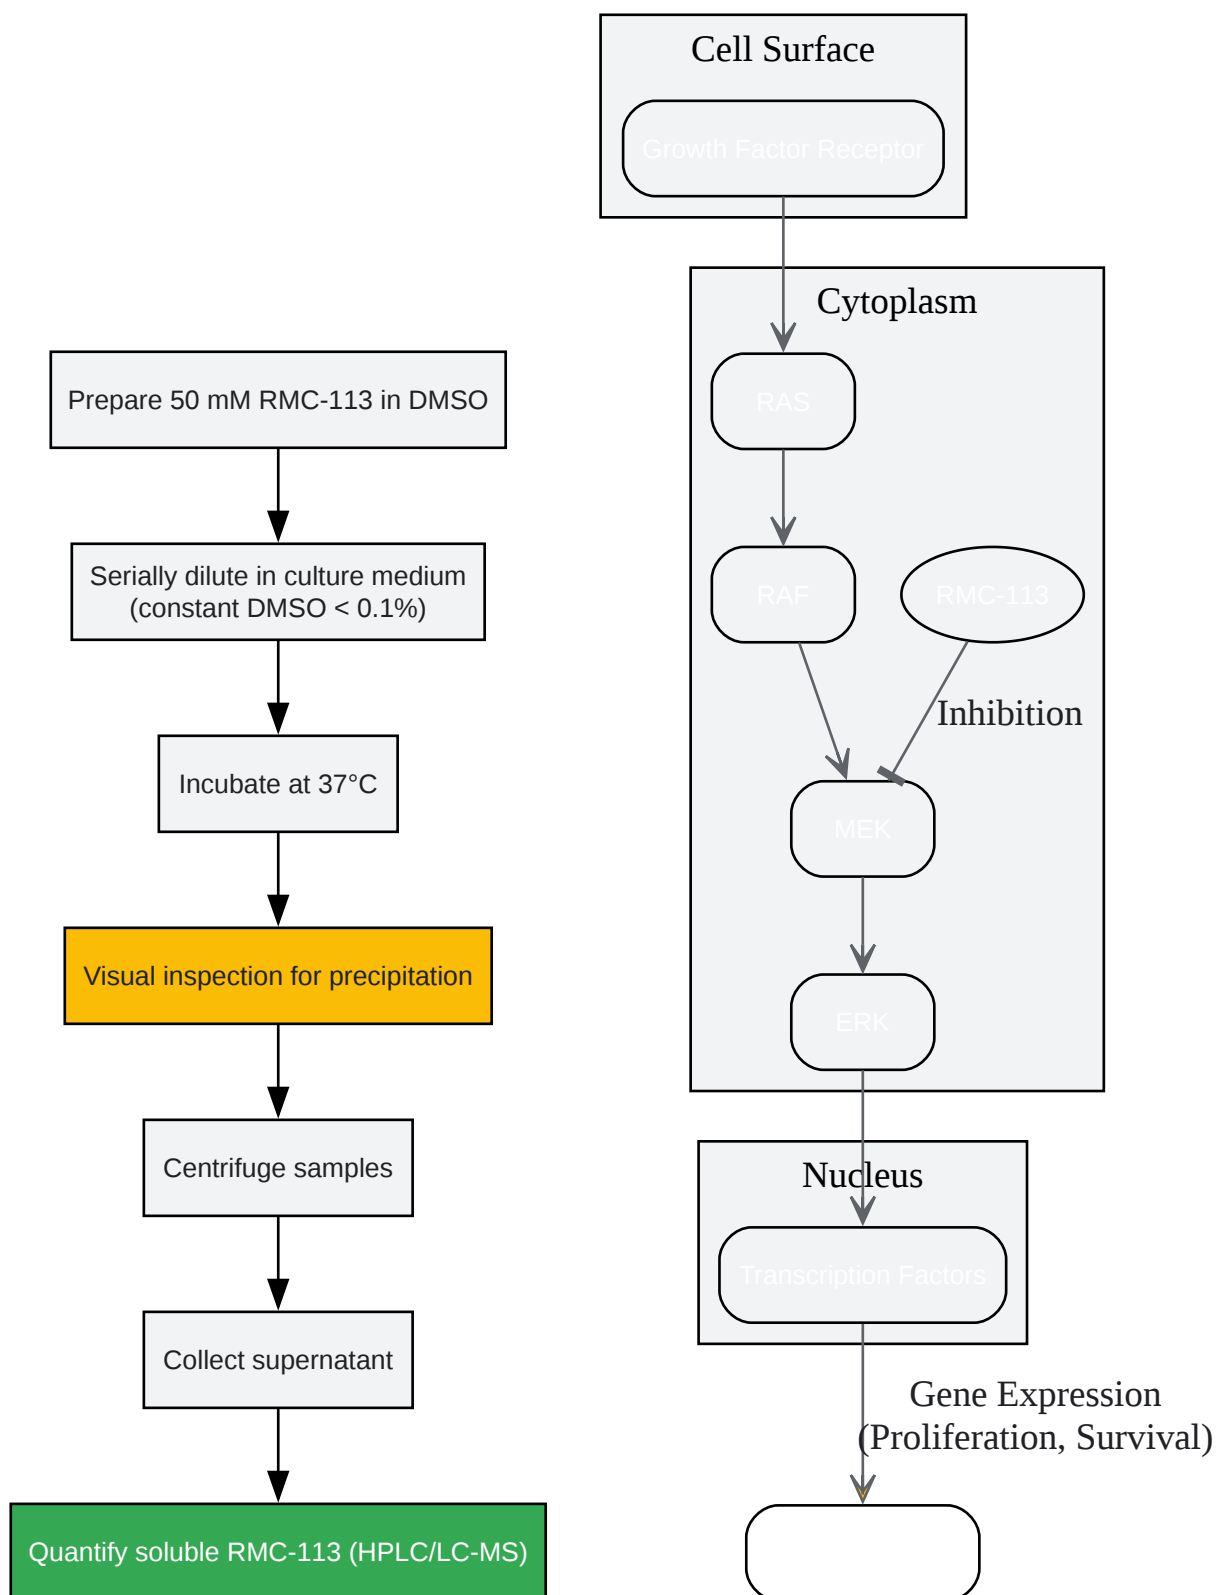 Prepare 50 mM RMC-113 in DMSO
Serially dilute in culture medium
(constant DMSO < 0.1%)
Incubate at 37°C
Visual inspection for precipitation
Centrifuge samples
Collect supernatant
Quantify soluble RMC-113 (HPLC/LC-MS)
Cell Surface
Growth Factor Receptor
Cytoplasm
RAS
RAF
RMC-113
Inhibition
MEK
ERK
Nucleus
Transcription Factors
Gene Expression
(Proliferation, Survival)